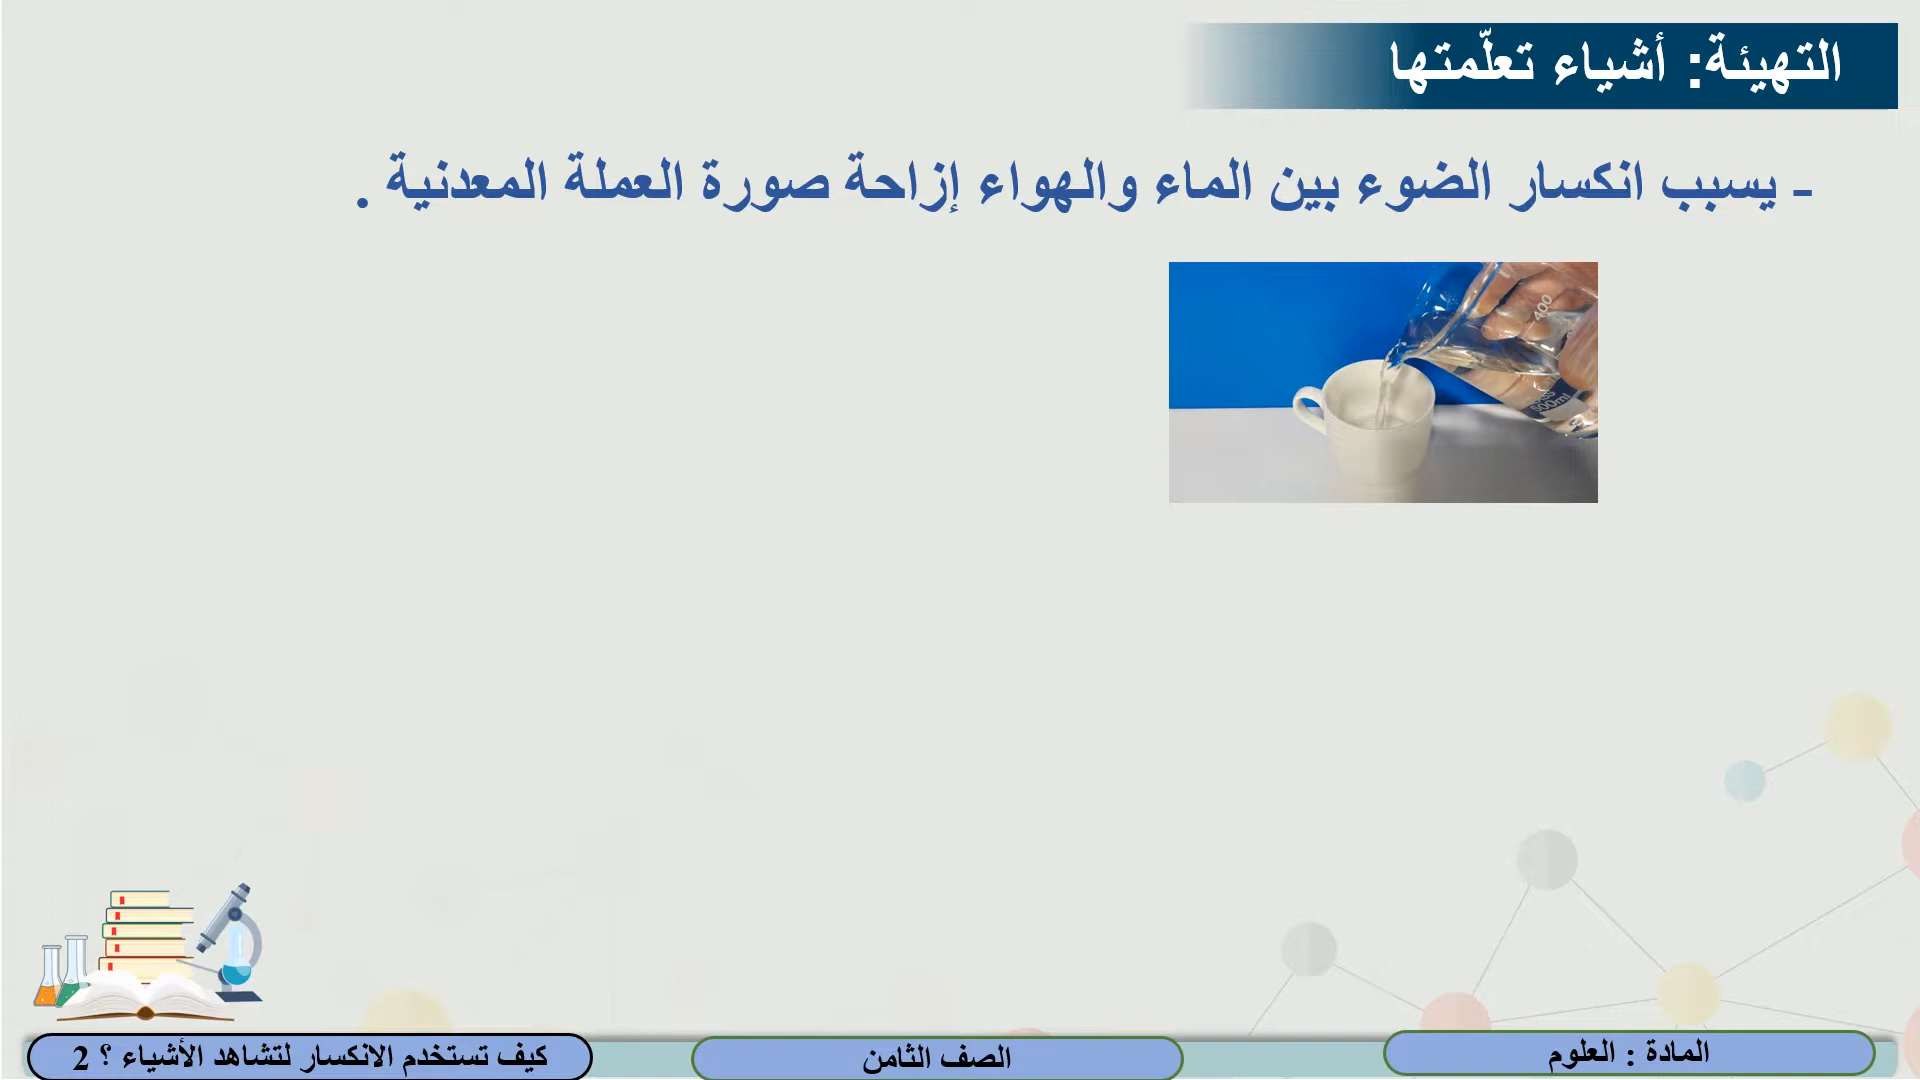 التهيئة: أشياء تعلّمتها
- يسبب انكسار الضوء بين الماء والهواء إزاحة صورة العملة المعدنية .
400
500ml
المادة : العلوم
الصف الثامن
كيف تستخدم الانكسار لتشاهد الأشياء ؟ 2